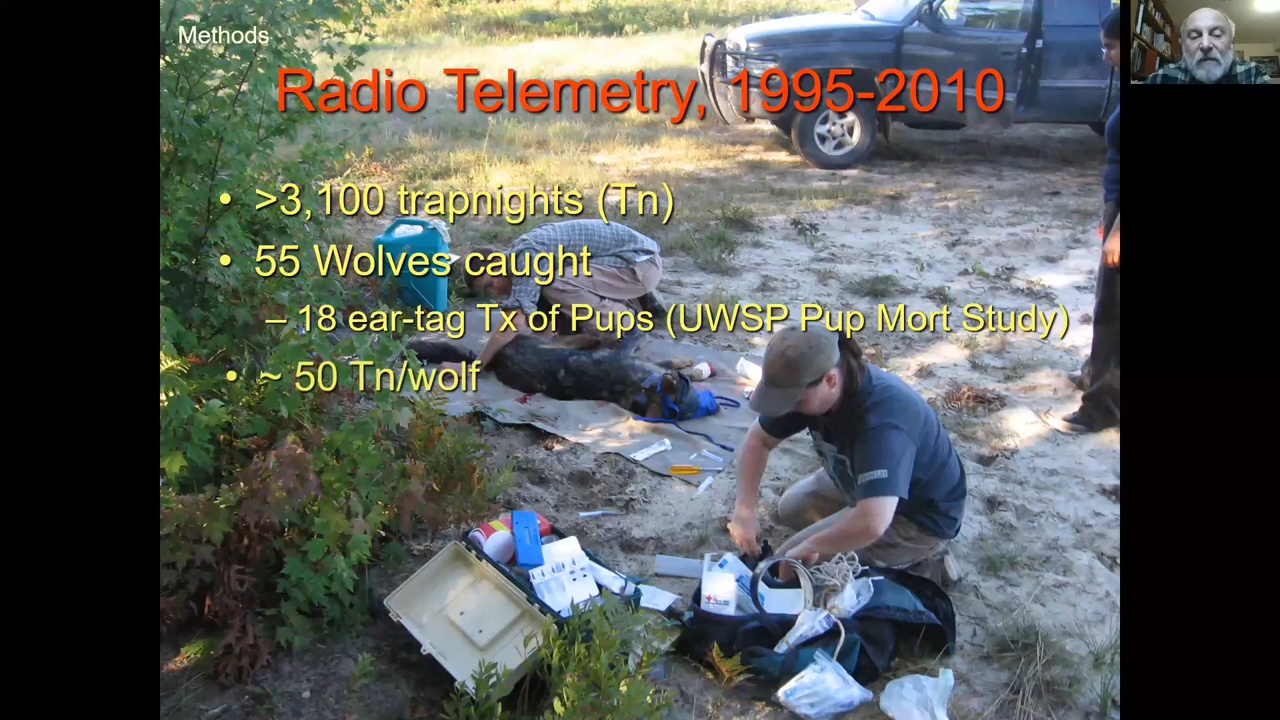 Methods
Radio Telemetry, 1995-2010
• >3,100 trapnights (Tn)
• 55 Wolves caught
– 18 ear-tag Tx of Pups (UWSP Pup Mort Study)
• ~ 50 Tn/wolf